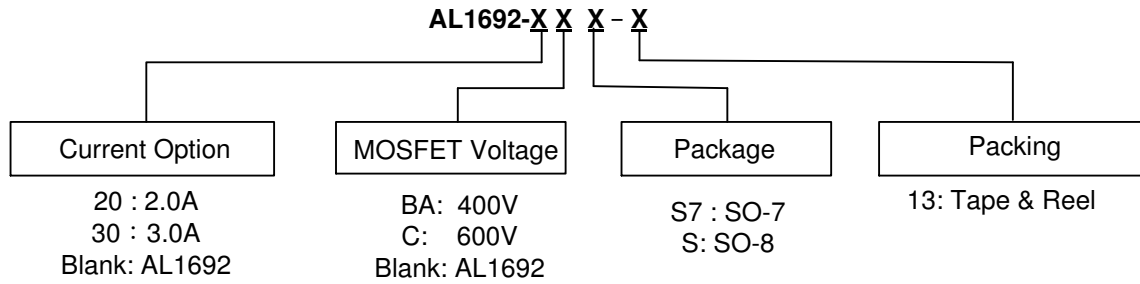 AL1692-X X X – X
Current Option
20 : 2.0A
30 : 3.0A
Blank: AL1692
MOSFET Voltage
BA: 400V
C: 600V
Blank: AL1692
Package
S7 : SO-7
S: SO-8
Packing
13: Tape & Reel